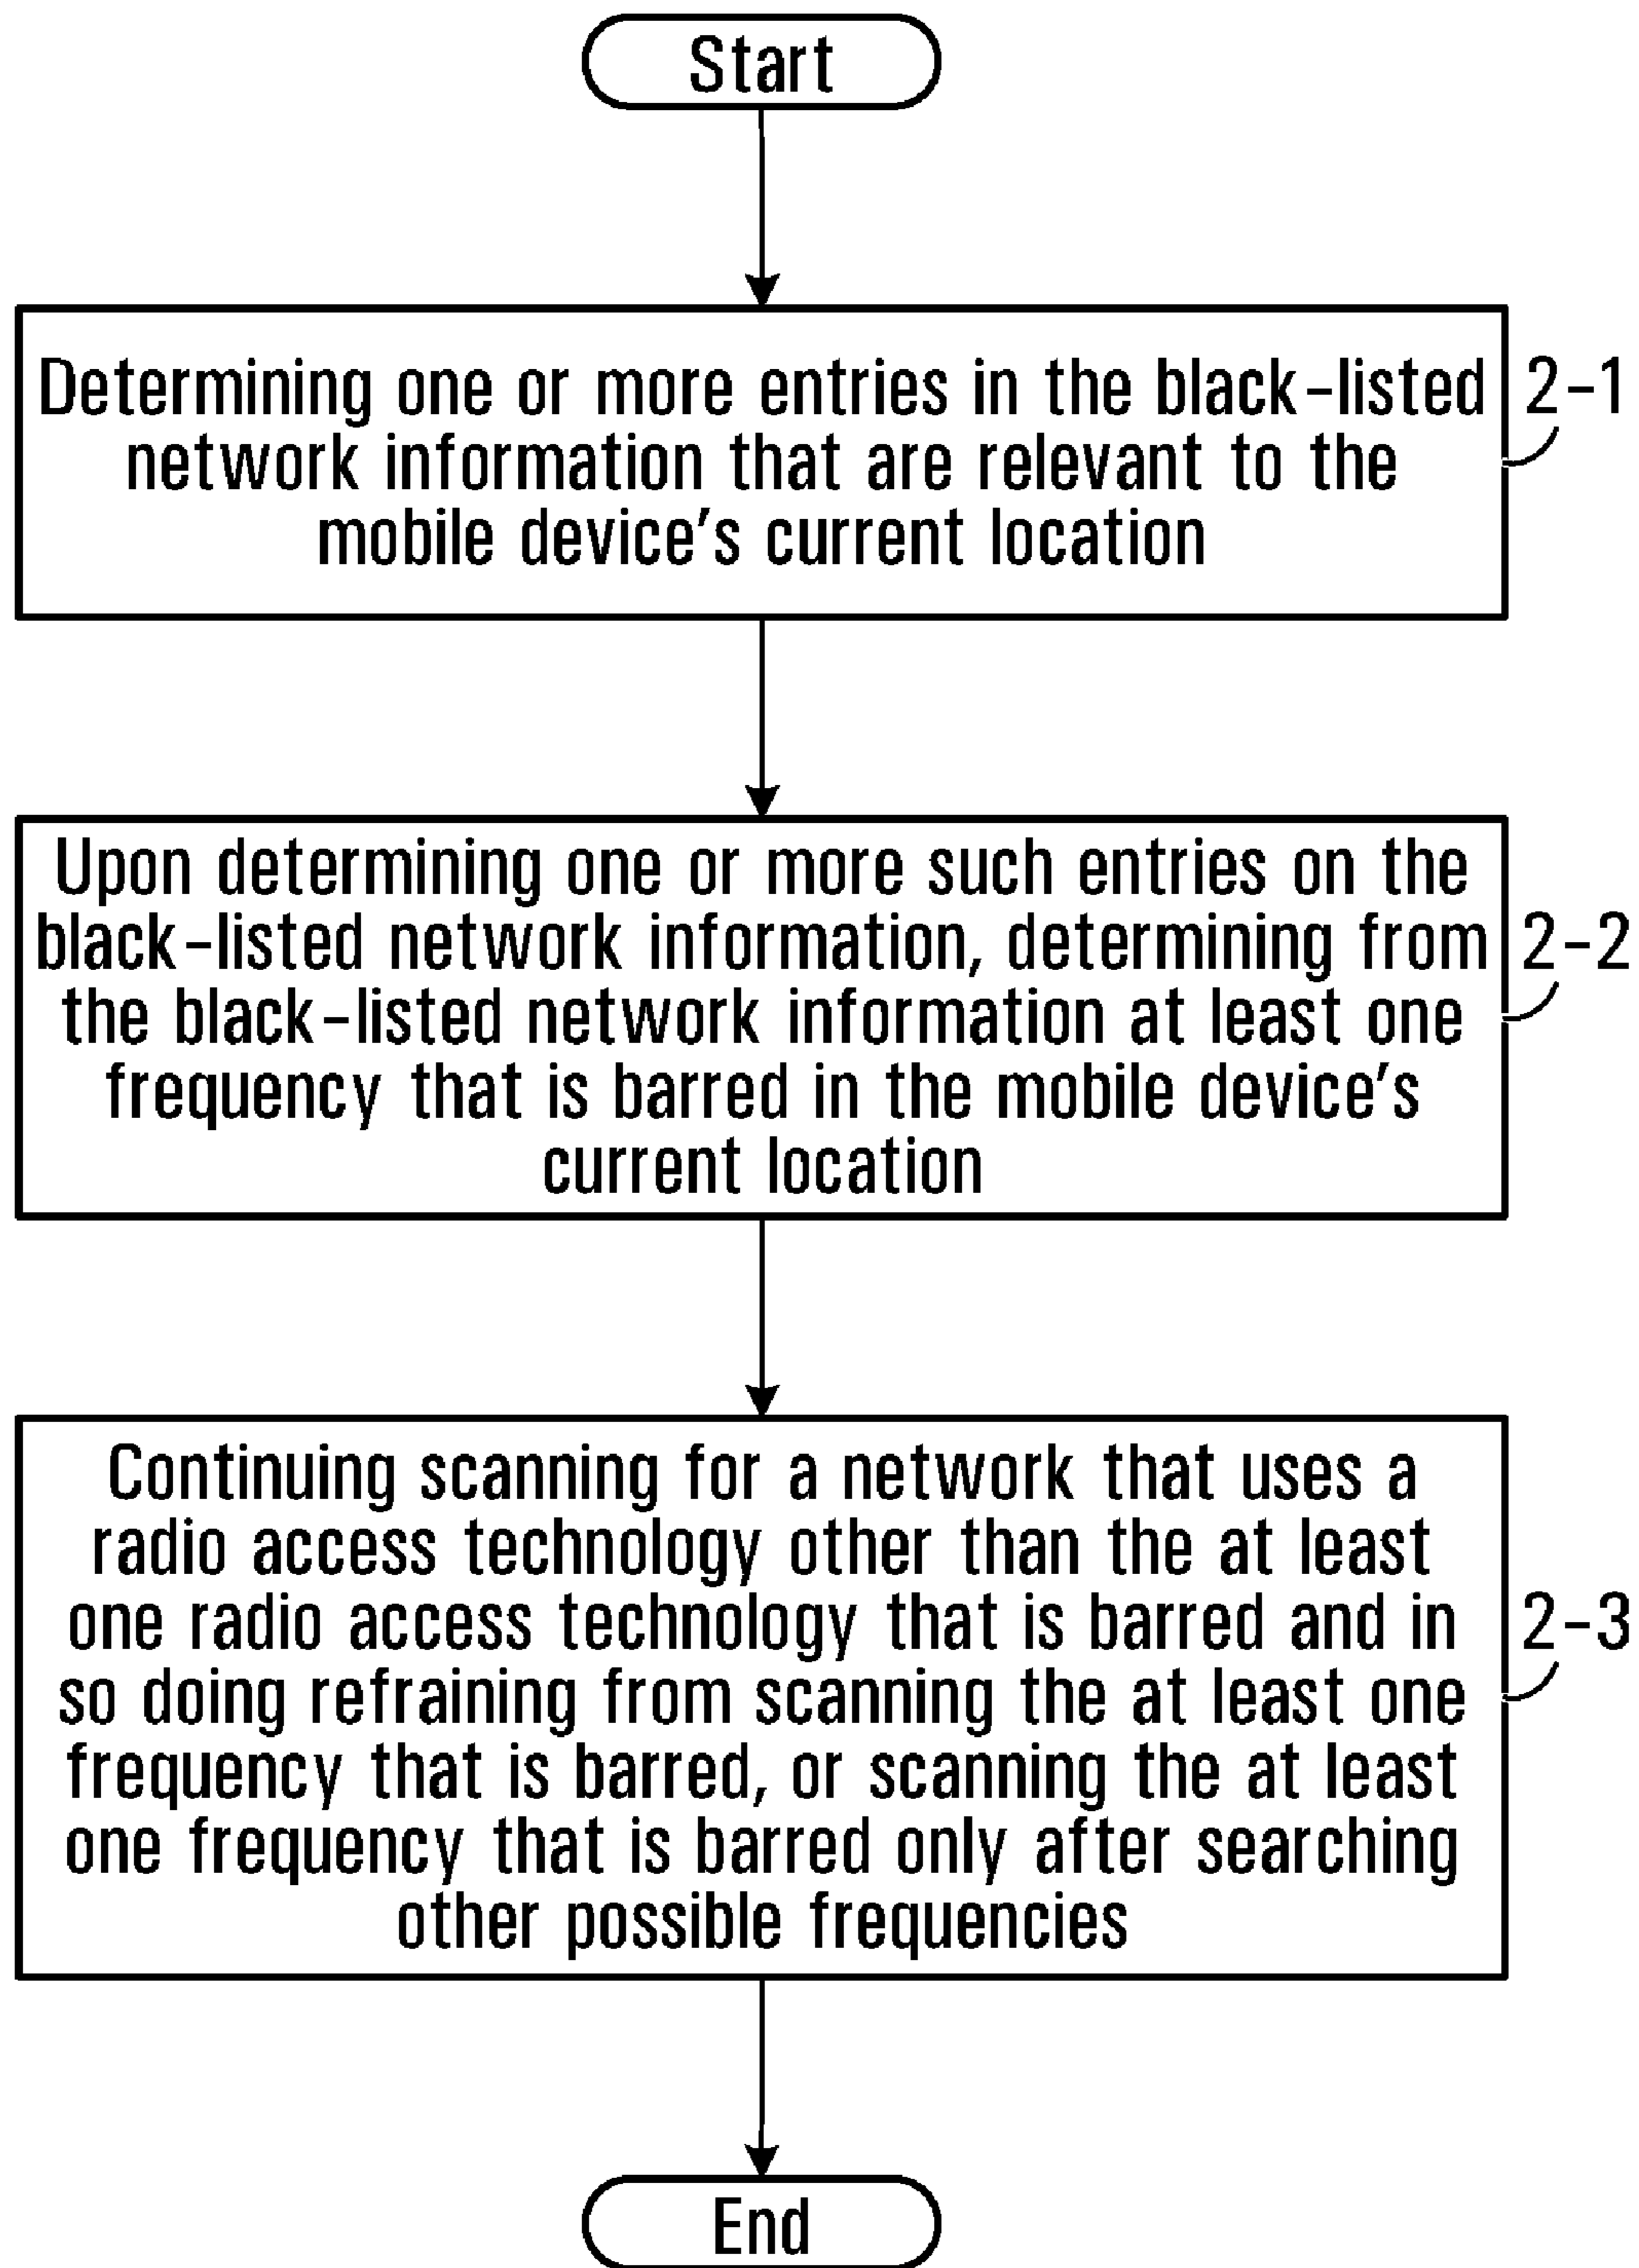 Start
Determining one or more entries in the black-listed
network information that are relevant to the
mobile device's current location
2-1
Upon determining one or more such entries on the
black-listed network information, determining from
the black-listed network information at least one
frequency that is barred in the mobile device's
current location
2-2
Continuing scanning for a network that uses a
radio access technology other than the at least
one radio access technology that is barred and in
so doing refraining from scanning the at least one
frequency that is barred, or scanning the at least
one frequency that is barred only after searching
other possible frequencies
2-3
End